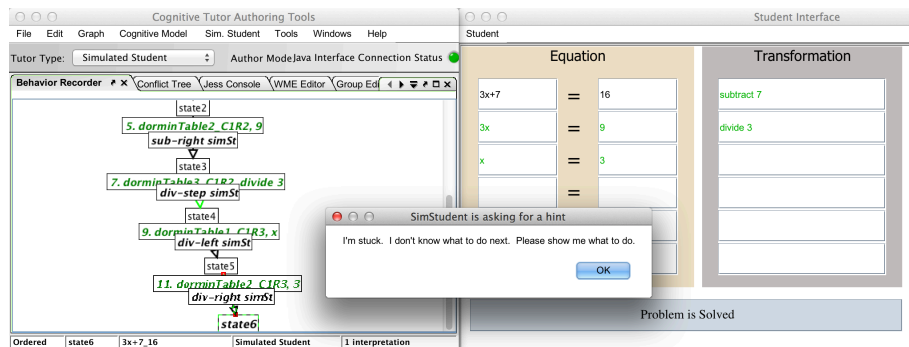 Cognitive Tutor Authoring Tools
File Edit Graph Cognitive Model Sim. Student Tools Windows Help
Tutor Type: Simulated Student Author Mode Java Interface Connection Status
Behavior Recorder Conflict Tree Jess Console WME Editor Group Edi
state2
5. dorminTable2_C1R2, 9
sub-right simSt
state3
7. dorminTable3_C1R2, divide 3
div-step simSt
state4
9. dorminTable1_C1R3, x
div-left simSt
state5
11. dorminTable2_C1R3, 3
div-right simSt
state6
Ordered state6 3x+7_16 Simulated Student 1 interpretation
Student Interface
Student
Equation Transformation
3x+7 = 16 subtract 7
3x = 9 divide 3
x = 3
=
SimStudent is asking for a hint
I'm stuck. I don't know what to do next. Please show me what to do.
OK
Problem is Solved